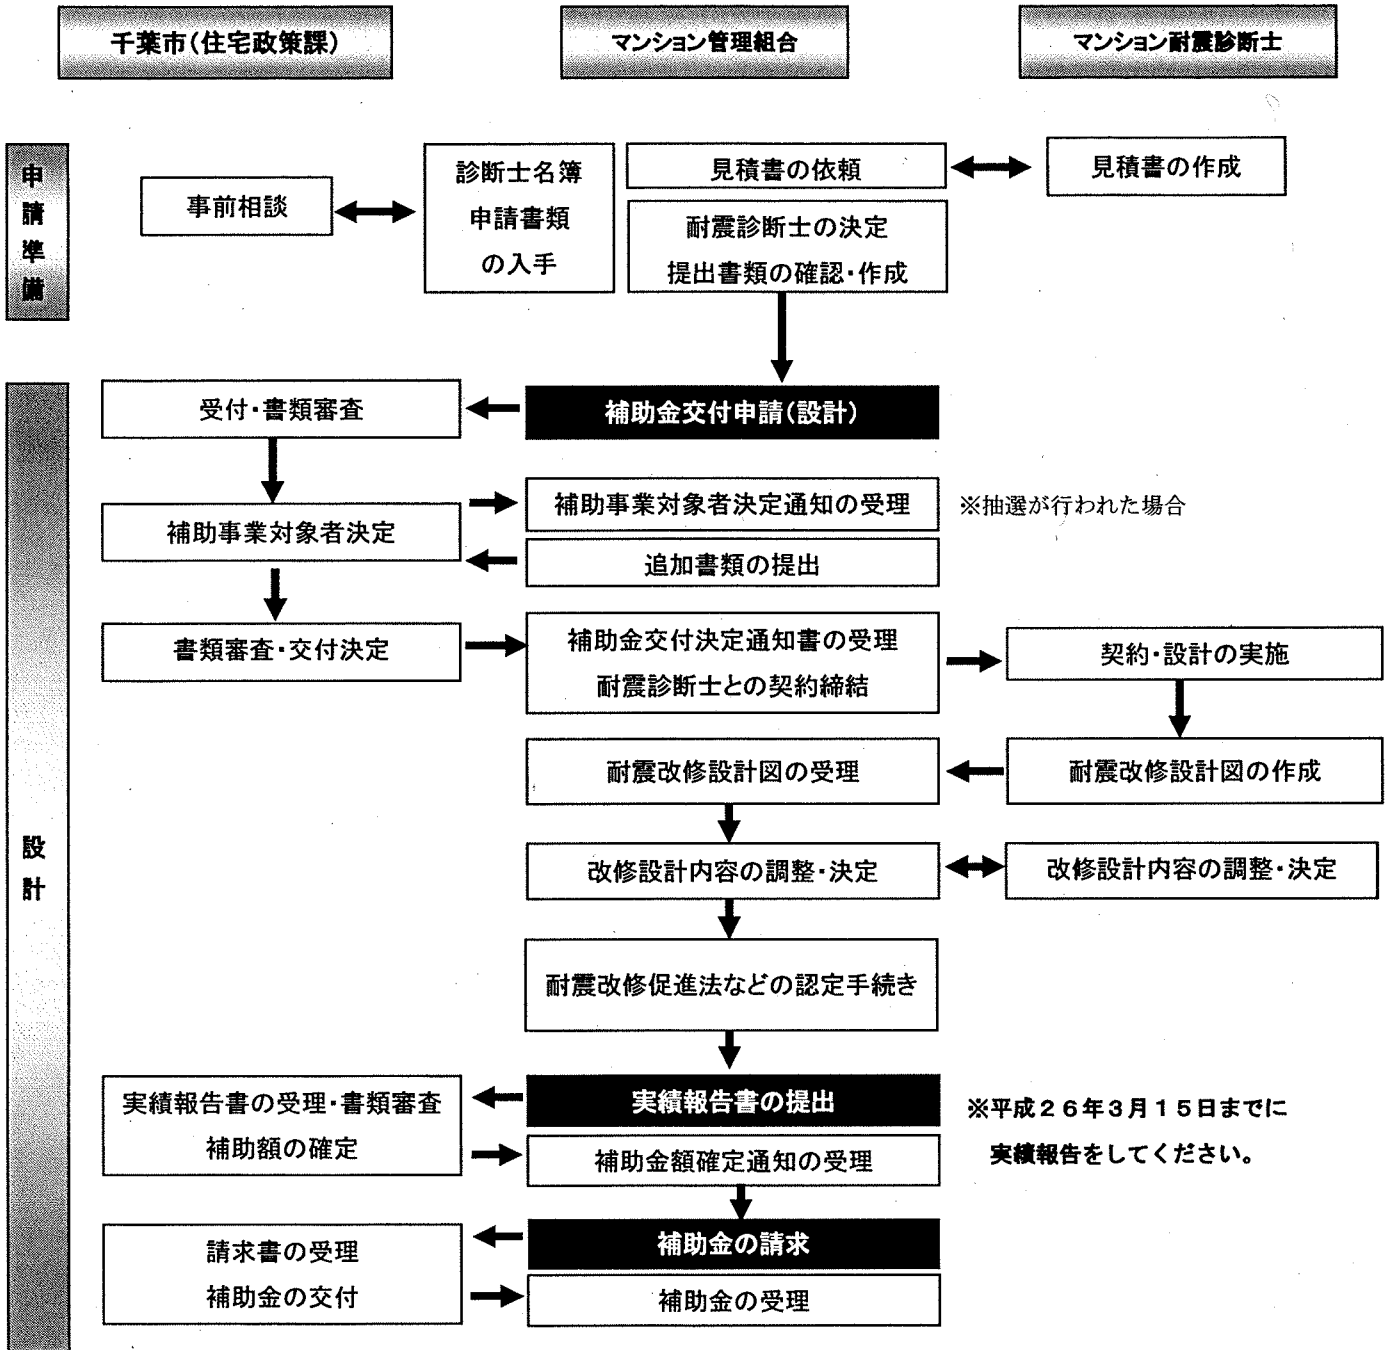 千葉市(住宅政策課)
マンション管理組合
マンション耐震診断士
申請準備
事前相談
診断士名簿
申請書類
の入手
見積書の依頼
見積書の作成
耐震診断士の決定
提出書類の確認・作成
設計
受付・書類審査
補助金交付申請(設計)
補助事業対象者決定
補助事業対象者決定通知の受理
※抽選が行われた場合
追加書類の提出
書類審査・交付決定
補助金交付決定通知書の受理
耐震診断士との契約締結
契約・設計の実施
耐震改修設計図の受理
耐震改修設計図の作成
改修設計内容の調整・決定
改修設計内容の調整・決定
耐震改修促進法などの認定手続き
実績報告書の受理・書類審査
補助額の確定
実績報告書の提出
※平成26年3月15日までに
実績報告をしてください。
補助金額確定通知の受理
請求書の受理
補助金の交付
補助金の請求
補助金の受理